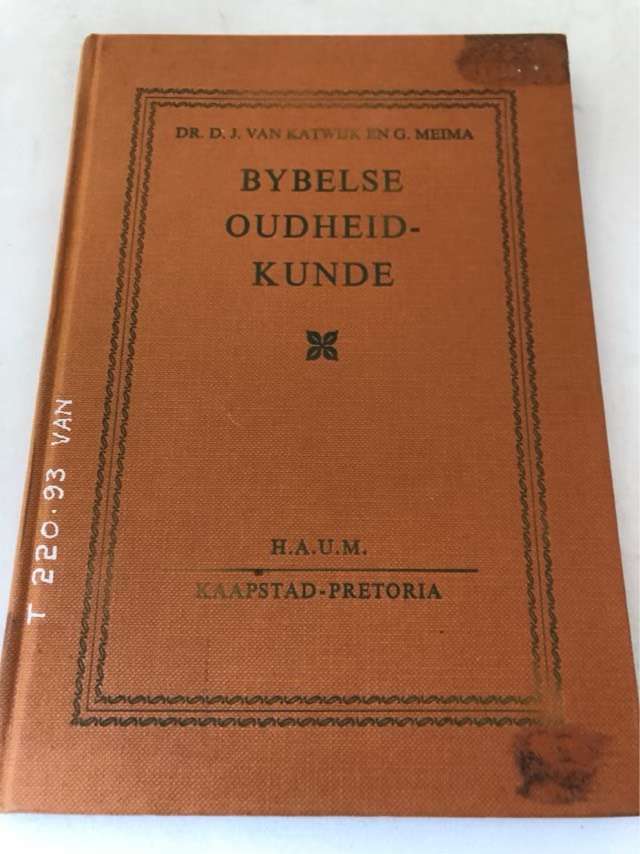 DR. D. J. VAN KATWIJK EN G. MEIMA
BYBELSE
OUDHEID-
KUNDE
H.A.U.M.
KAAPSTAD-PRETORIA
T 220.93 VAN